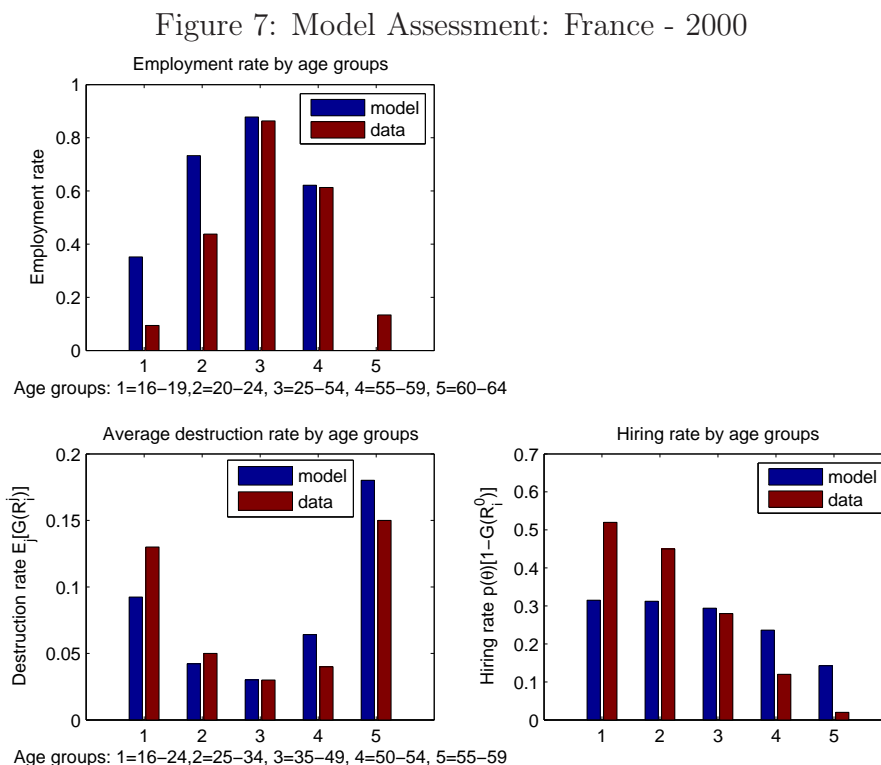 Figure 7: Model Assessment: France - 2000
Employment rate by age groups
1
0.8
0.6
0.4
0.2
0
Employment rate
model
data
1 2 3 4 5
Age groups: 1=16−19,2=20−24, 3=25−54, 4=55−59, 5=60−64
Average destruction rate by age groups
0.2
0.15
0.1
0.05
0
Destruction rate E_j[G(R_i^j)]
model
data
1 2 3 4 5
Age groups: 1=16−24,2=25−34, 3=35−49, 4=50−54, 5=55−59
Hiring rate by age groups
0.7
0.6
0.5
0.4
0.3
0.2
0.1
0
Hiring rate p(θ)[1−G(R_i^0)]
model
data
1 2 3 4 5